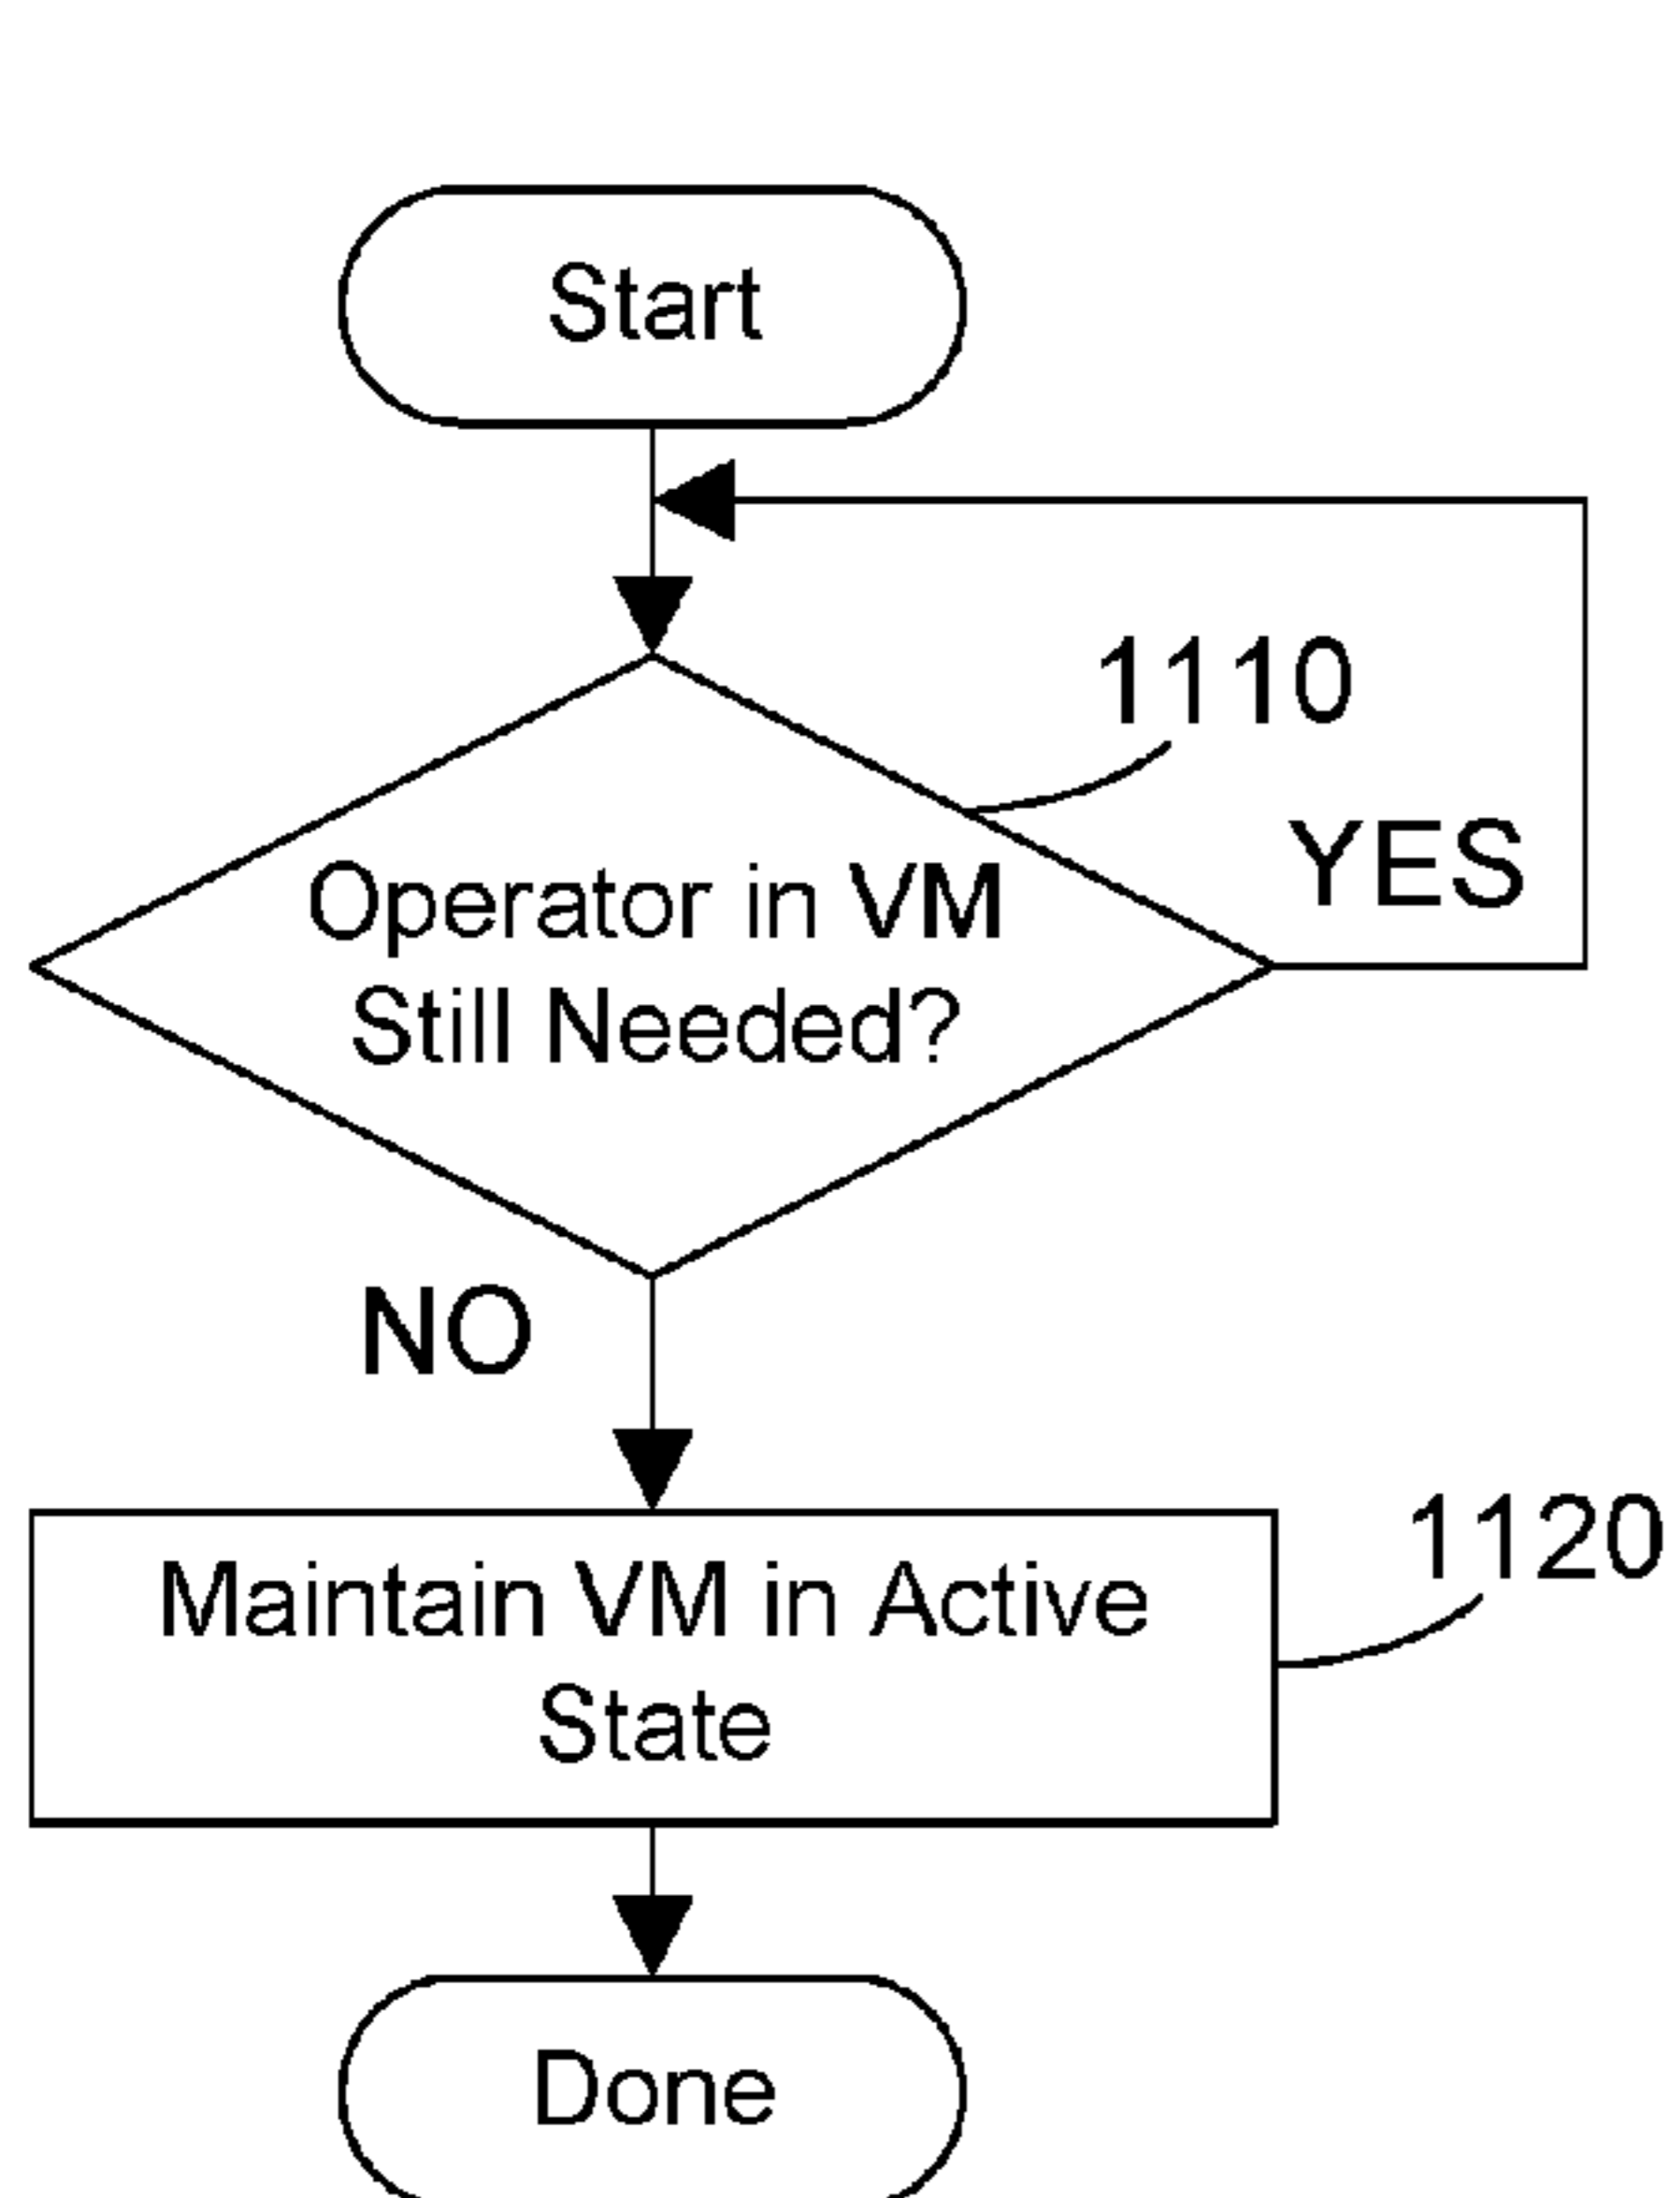 Start
1110
YES
Operator in VM
Still Needed?
NO
1120
Maintain VM in Active
State
Done